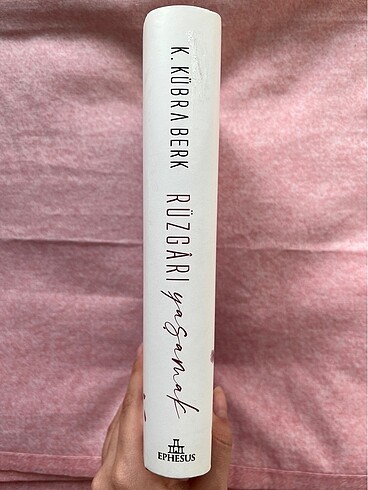 K. KÜBRA BERK
RÜZGÂRI
yaşamak
EPHESUS